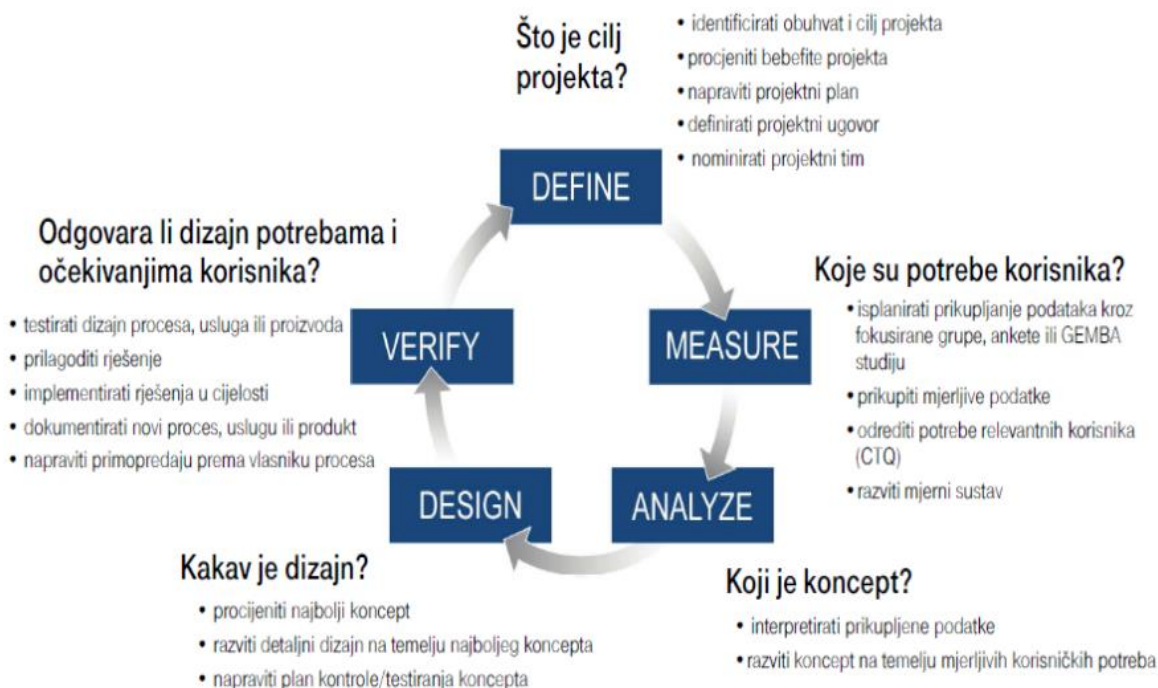 Što je cilj
projekta?
• identificirati obuhvat i cilj projekta
• procjeniti bebefite projekta
• napraviti projektni plan
• definirati projektni ugovor
• nominirati projektni tim
DEFINE
Koje su potrebe korisnika?
• isplanirati prikupljanje podataka kroz
fokusirane grupe, ankete ili GEMBA
studiju
• prikupiti mjerljive podatke
• odrediti potrebe relevantnih korisnika
(CTQ)
• razviti mjerni sustav
MEASURE
ANALYZE
Koji je koncept?
• interpretirati prikupljene podatke
• razviti koncept na temelju mjerljivih korisničkih potreba
DESIGN
Kakav je dizajn?
• procijeniti najbolji koncept
• razviti detaljni dizajn na temelju najboljeg koncepta
• napraviti plan kontrole/testiranja koncepta
VERIFY
Odgovara li dizajn potrebama i
očekivanjima korisnika?
• testirati dizajn procesa, usluga ili proizvoda
• prilagoditi rješenje
• implementirati rješenja u cijelosti
• dokumentirati novi proces, uslugu ili produkt
• napraviti primopredaju prema vlasniku procesa